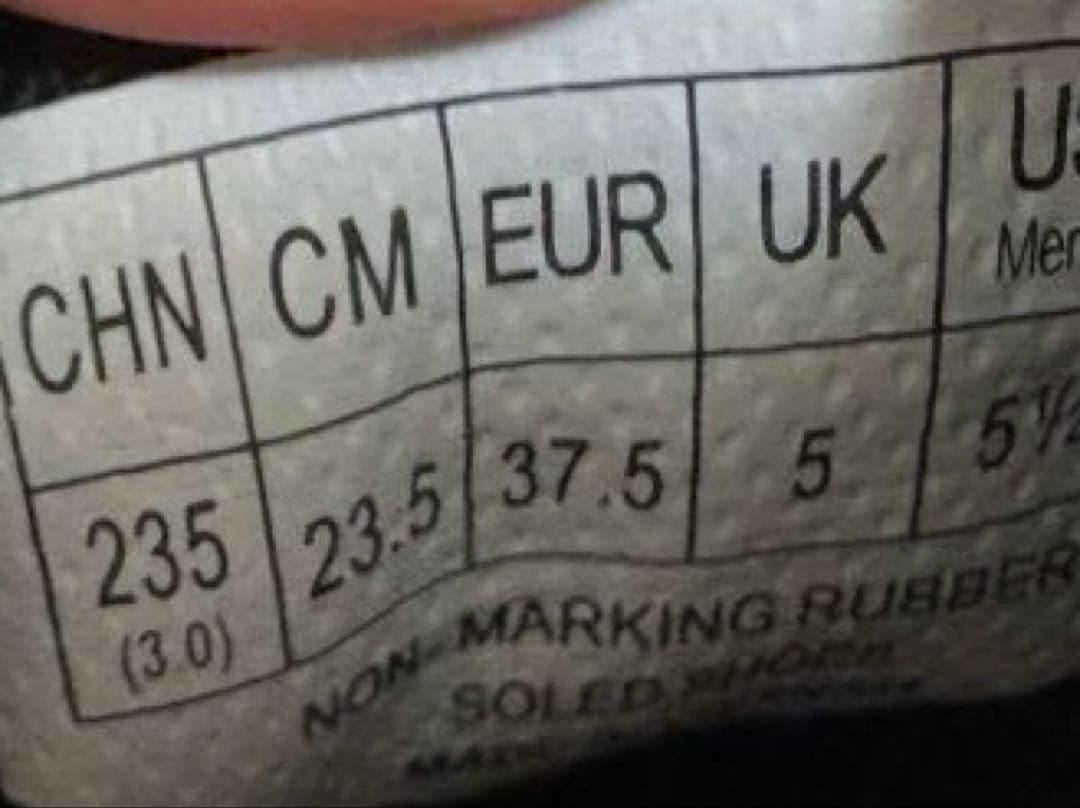 CHN CM EUR UK US
Men
235 23.5 37.5 5 5½
(3.0)
NON-MARKING RUBBER
SOLED